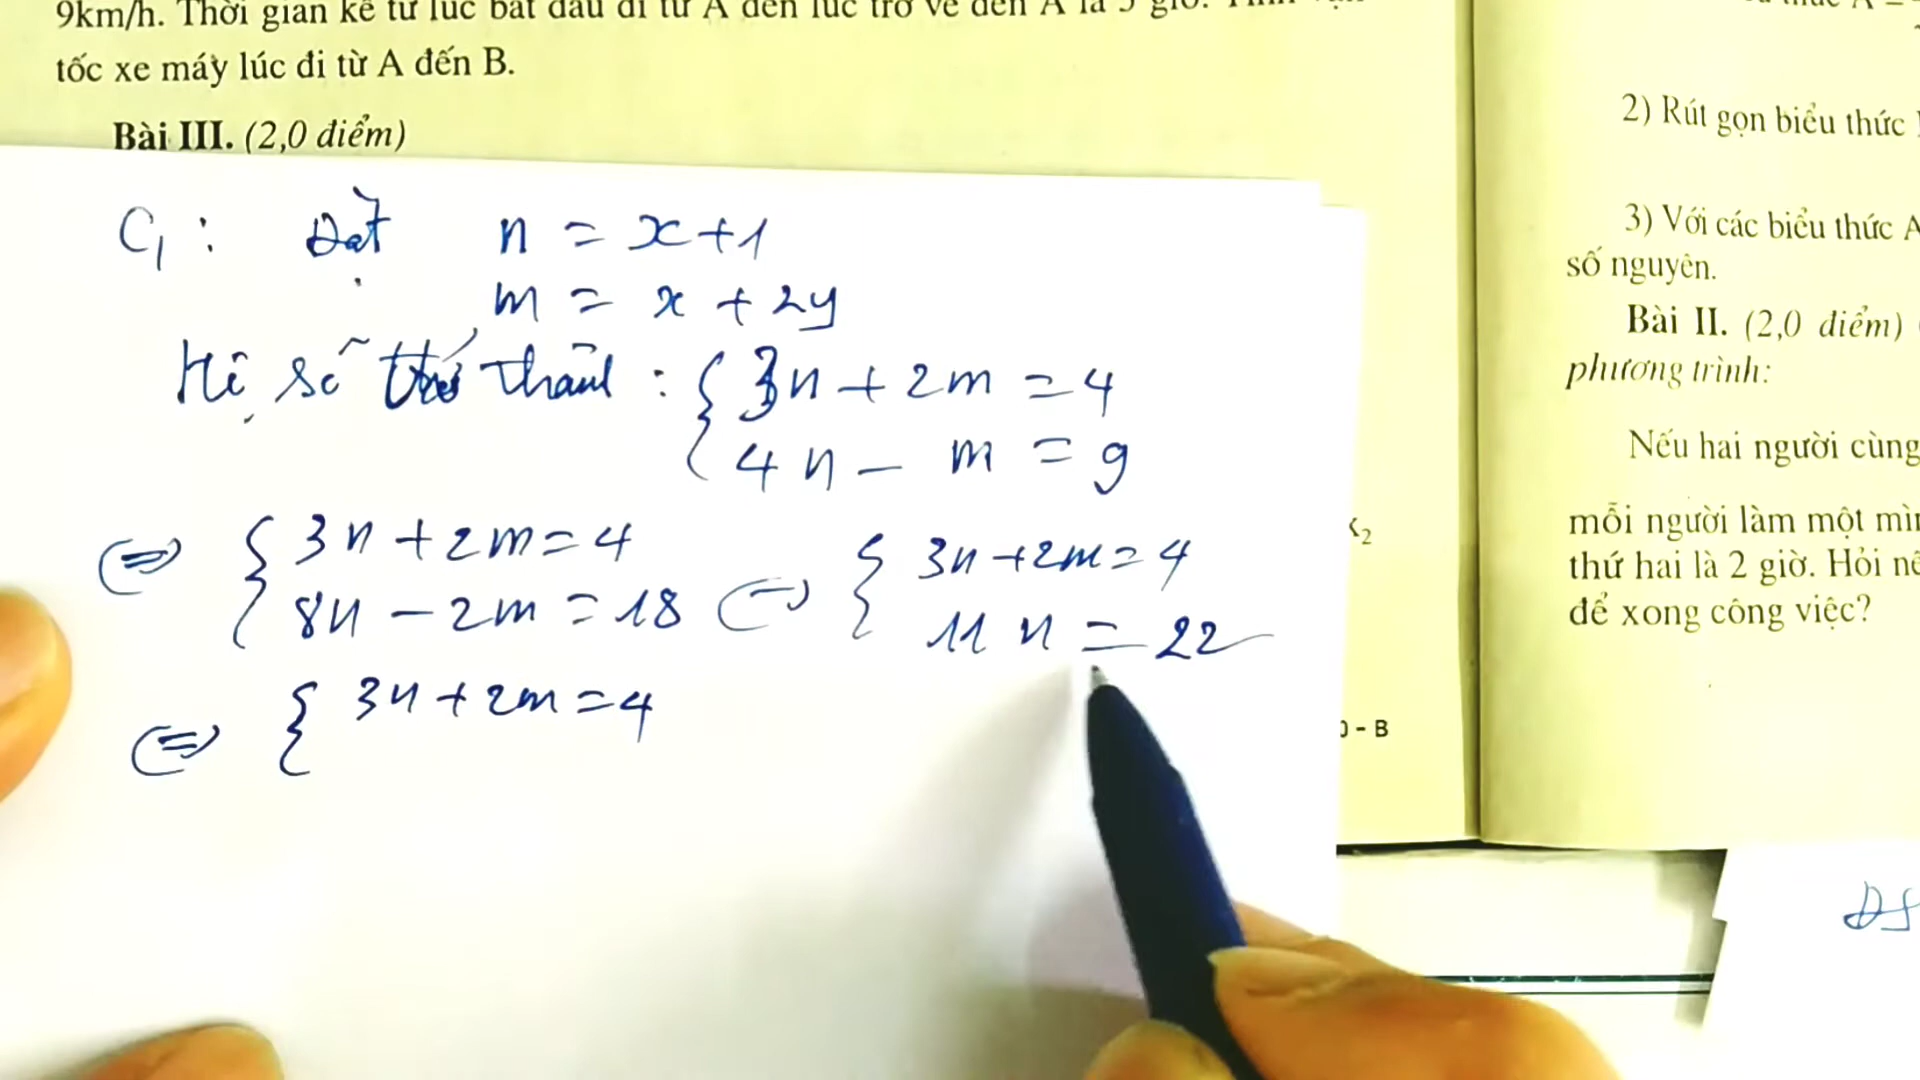 9km/h. Thời gian kể từ lúc bắt đầu đi từ A đến lúc trở về đến A là 5 giờ.
tốc xe máy lúc đi từ A đến B.
Bài III. (2,0 điểm)
C1 : Đặt n = x+1
m = x + 2y
Hệ số trở thành : { 3n + 2m = 4
4n - m = 9
⇔ { 3n + 2m = 4
8n - 2m = 18 ⇔ { 3n + 2m = 4
11 n = 22
⇔ { 3n + 2m = 4
2) Rút gọn biểu thức
3) Với các biểu thức A
số nguyên.
Bài II. (2,0 điểm)
phương trình:
Nếu hai người cùng
mỗi người làm một mì
thứ hai là 2 giờ. Hỏi nế
để xong công việc?
- B